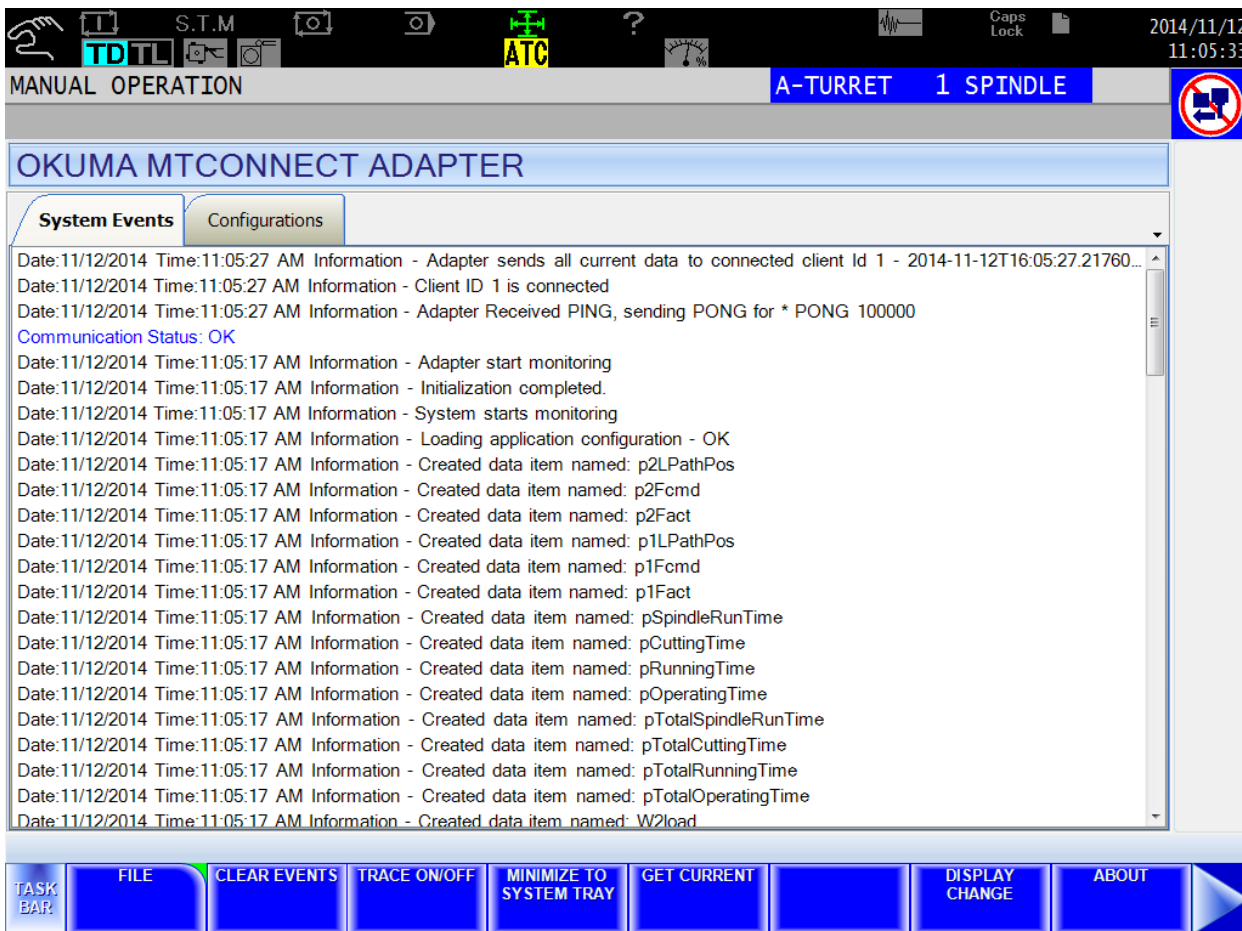 S.T.M
?
Caps
Lock
2014/11/12
TD TL
ATC
%
11:05:33
MANUAL OPERATION
A-TURRET 1 SPINDLE
OKUMA MTCONNECT ADAPTER
System Events
Configurations
Date:11/12/2014 Time:11:05:27 AM Information - Adapter sends all current data to connected client Id 1 - 2014-11-12T16:05:27.21760...
Date:11/12/2014 Time:11:05:27 AM Information - Client ID 1 is connected
Date:11/12/2014 Time:11:05:27 AM Information - Adapter Received PING, sending PONG for * PONG 100000
Communication Status: OK
Date:11/12/2014 Time:11:05:17 AM Information - Adapter start monitoring
Date:11/12/2014 Time:11:05:17 AM Information - Initialization completed.
Date:11/12/2014 Time:11:05:17 AM Information - System starts monitoring
Date:11/12/2014 Time:11:05:17 AM Information - Loading application configuration - OK
Date:11/12/2014 Time:11:05:17 AM Information - Created data item named: p2LPathPos
Date:11/12/2014 Time:11:05:17 AM Information - Created data item named: p2Fcmd
Date:11/12/2014 Time:11:05:17 AM Information - Created data item named: p2Fact
Date:11/12/2014 Time:11:05:17 AM Information - Created data item named: p1LPathPos
Date:11/12/2014 Time:11:05:17 AM Information - Created data item named: p1Fcmd
Date:11/12/2014 Time:11:05:17 AM Information - Created data item named: p1Fact
Date:11/12/2014 Time:11:05:17 AM Information - Created data item named: pSpindleRunTime
Date:11/12/2014 Time:11:05:17 AM Information - Created data item named: pCuttingTime
Date:11/12/2014 Time:11:05:17 AM Information - Created data item named: pRunningTime
Date:11/12/2014 Time:11:05:17 AM Information - Created data item named: pOperatingTime
Date:11/12/2014 Time:11:05:17 AM Information - Created data item named: pTotalSpindleRunTime
Date:11/12/2014 Time:11:05:17 AM Information - Created data item named: pTotalCuttingTime
Date:11/12/2014 Time:11:05:17 AM Information - Created data item named: pTotalRunningTime
Date:11/12/2014 Time:11:05:17 AM Information - Created data item named: pTotalOperatingTime
Date:11/12/2014 Time:11:05:17 AM Information - Created data item named: W2load
TASK
BAR
FILE
CLEAR EVENTS
TRACE ON/OFF
MINIMIZE TO
SYSTEM TRAY
GET CURRENT
DISPLAY
CHANGE
ABOUT